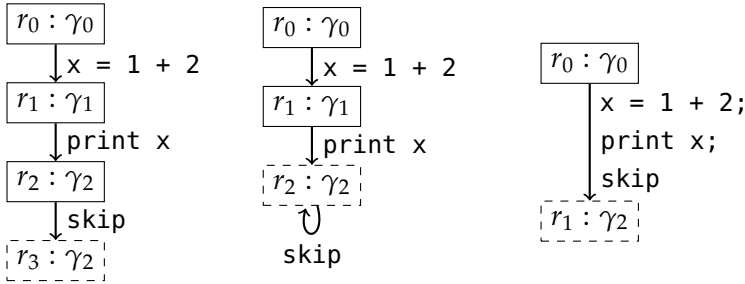 r₀ : γ₀
x = 1 + 2
r₁ : γ₁
print x
r₂ : γ₂
skip
r₃ : γ₂
r₀ : γ₀
x = 1 + 2
r₁ : γ₁
print x
r₂ : γ₂
skip
r₀ : γ₀
x = 1 + 2;
print x;
skip
r₁ : γ₂